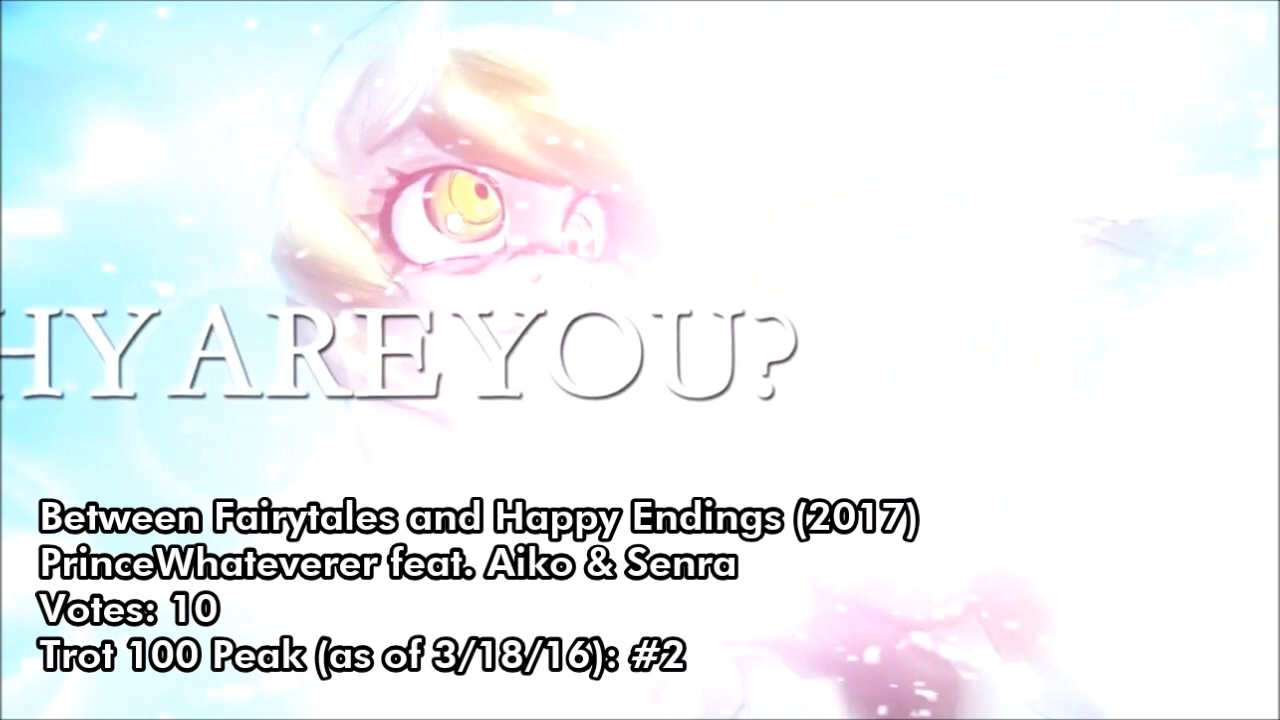 HY ARE YOU?
Between Fairytales and Happy Endings (2017)
PrinceWhateverer feat. Aiko & Senra
Votes: 10
Trot 100 Peak (as of 3/18/16): #2